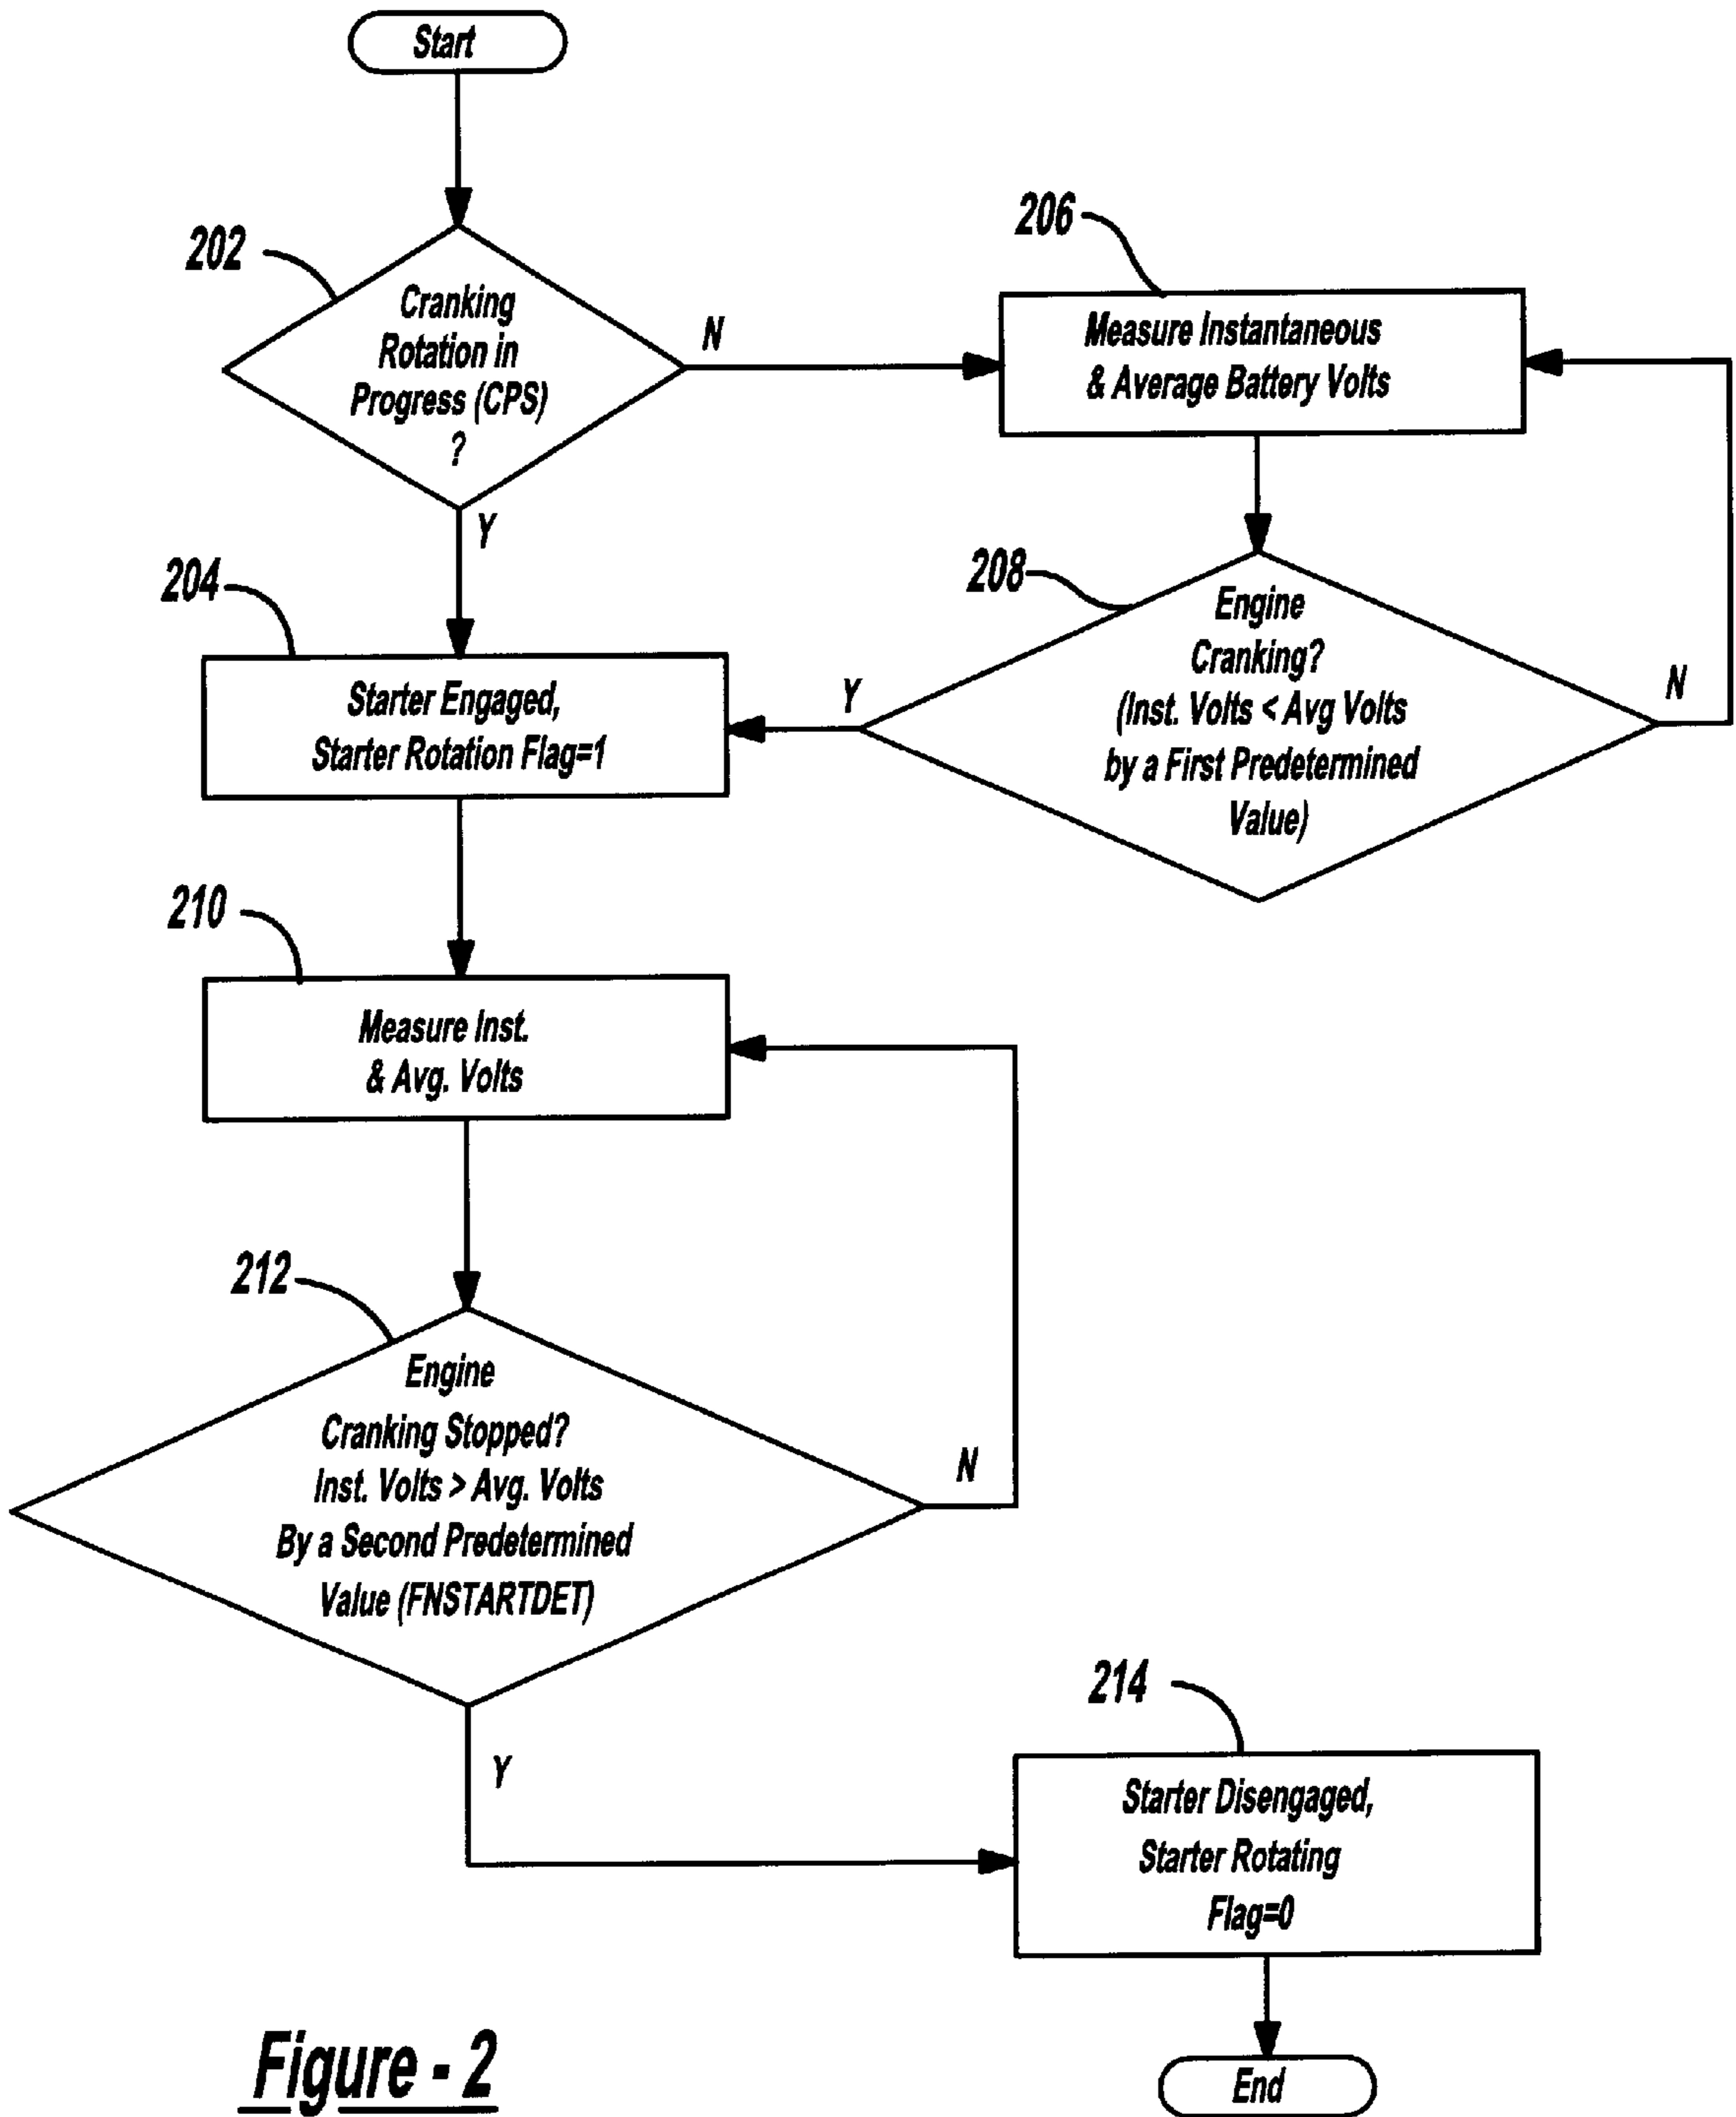 Start
202
Cranking
Rotation in
Progress (CPS)
?
N
Y
206
Measure Instantaneous
& Average Battery Volts
204
Starter Engaged,
Starter Rotation Flag=1
208
Engine
Cranking?
(Inst. Volts < Avg Volts
by a First Predetermined
Value)
Y
N
210
Measure Inst.
& Avg. Volts
212
Engine
Cranking Stopped?
Inst. Volts > Avg. Volts
By a Second Predetermined
Value (FNSTARTDET)
N
Y
214
Starter Disengaged,
Starter Rotating
Flag=0
End
Figure - 2